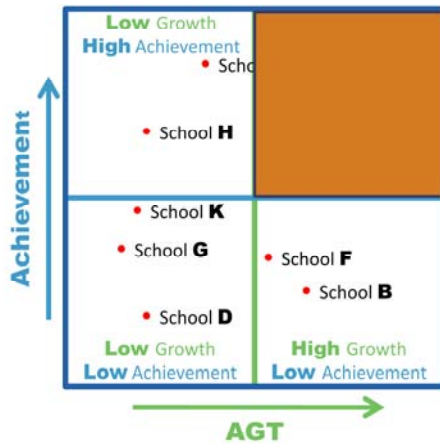 Low Growth
High Achievement
School H
School K
School G
School F
School B
School D
Low Growth
Low Achievement
High Growth
Low Achievement
Achievement
AGT